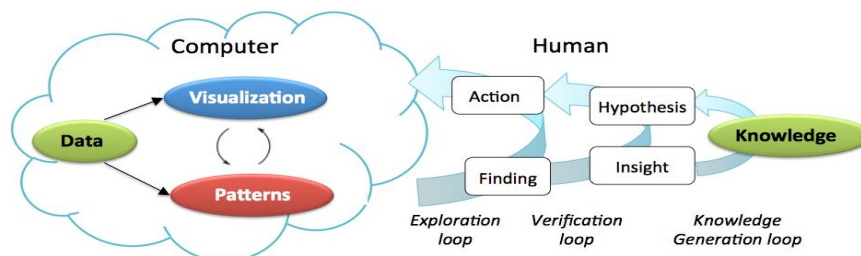 Computer
Human
Visualization
Action
Hypothesis
Data
Knowledge
Patterns
Finding
Insight
Exploration
loop
Verification
loop
Knowledge
Generation loop